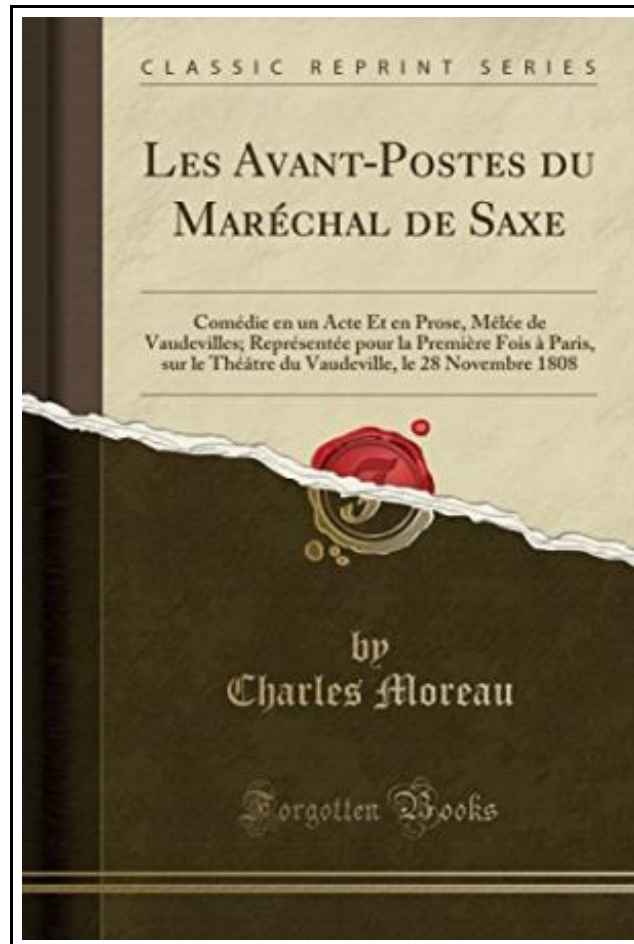 CLASSIC REPRINT SERIES
LES AVANT-POSTES DU
MARÉCHAL DE SAXE
Comédie en un Acte Et en Prose, Mêlée de
Vaudevilles; Représentée pour la Première Fois à Paris,
sur le Théâtre du Vaudeville, le 28 Novembre 1808
by
Charles Moreau
Forgotten Books